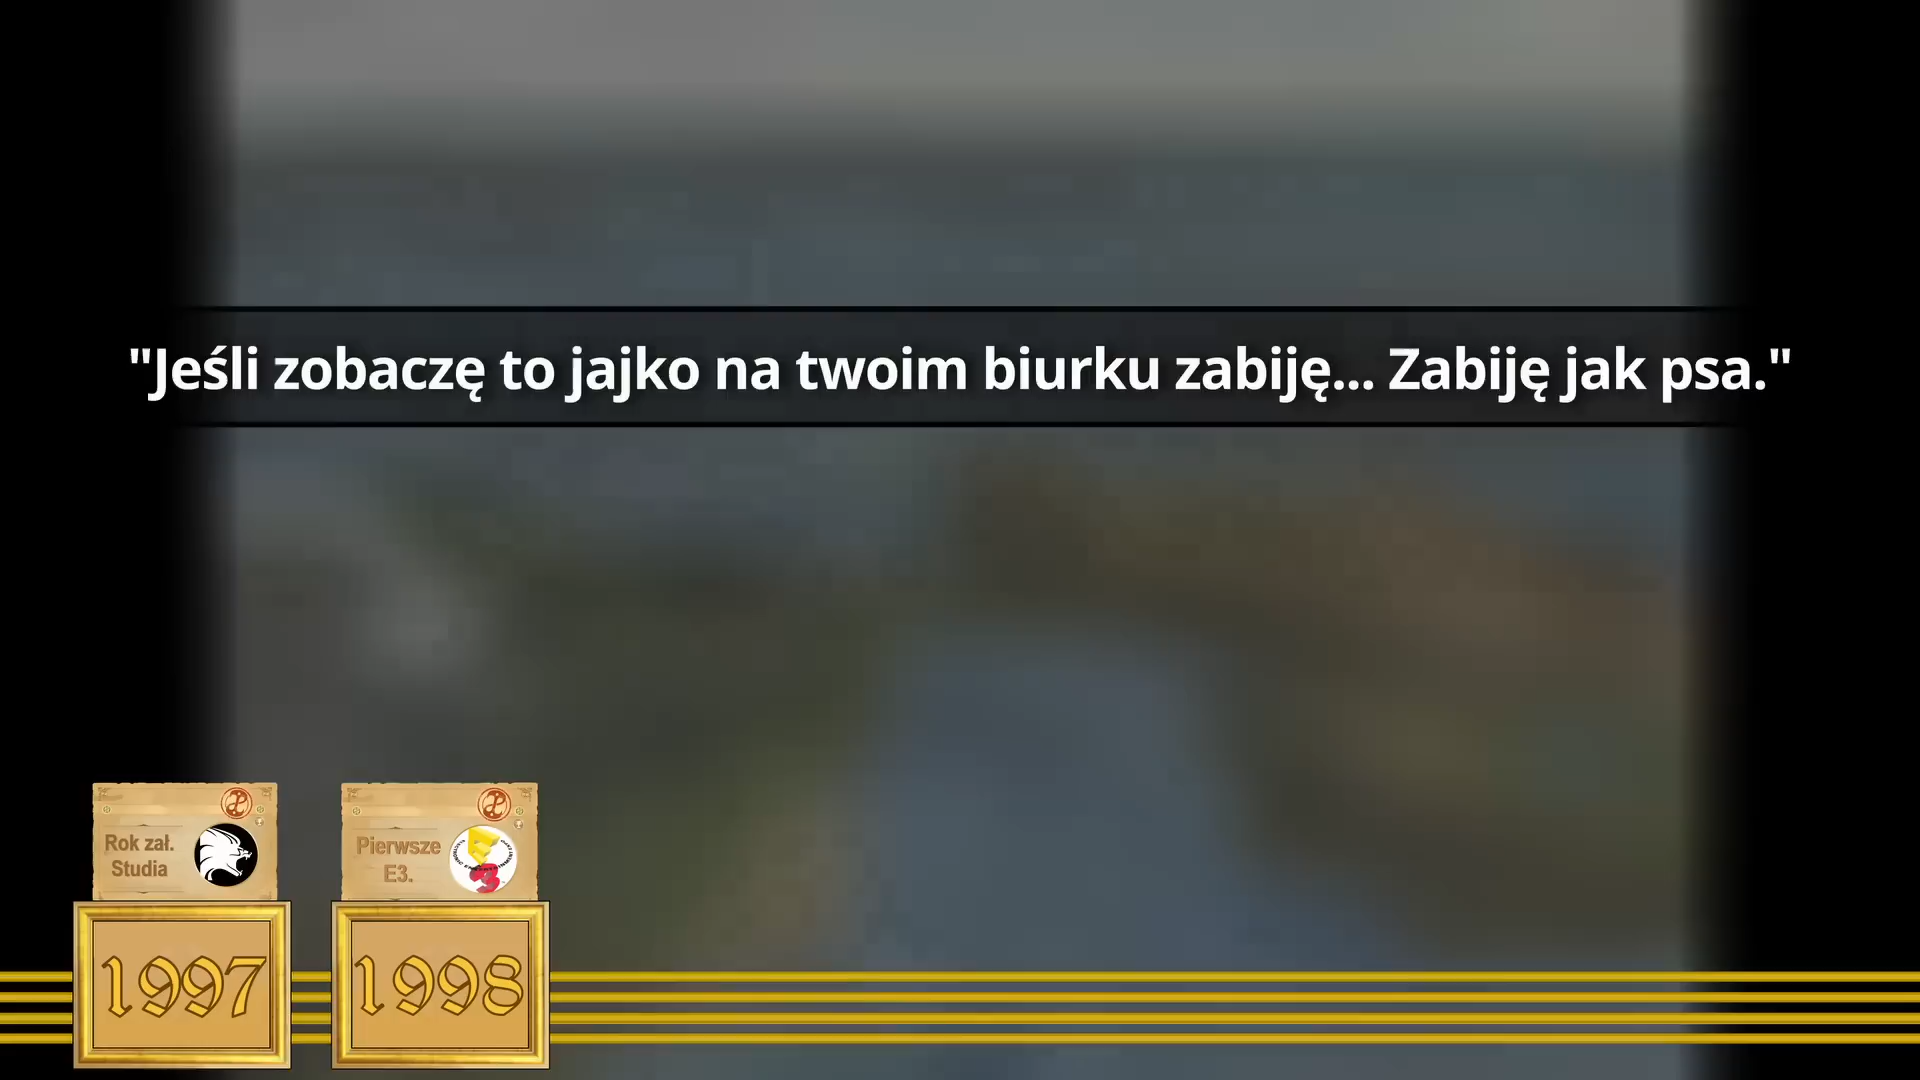 "Jeśli zobaczę to jajko na twoim biurku zabiję... Zabiję jak psa."
Rok zał.
Studia
Pierwsze
E3.
1997
1998